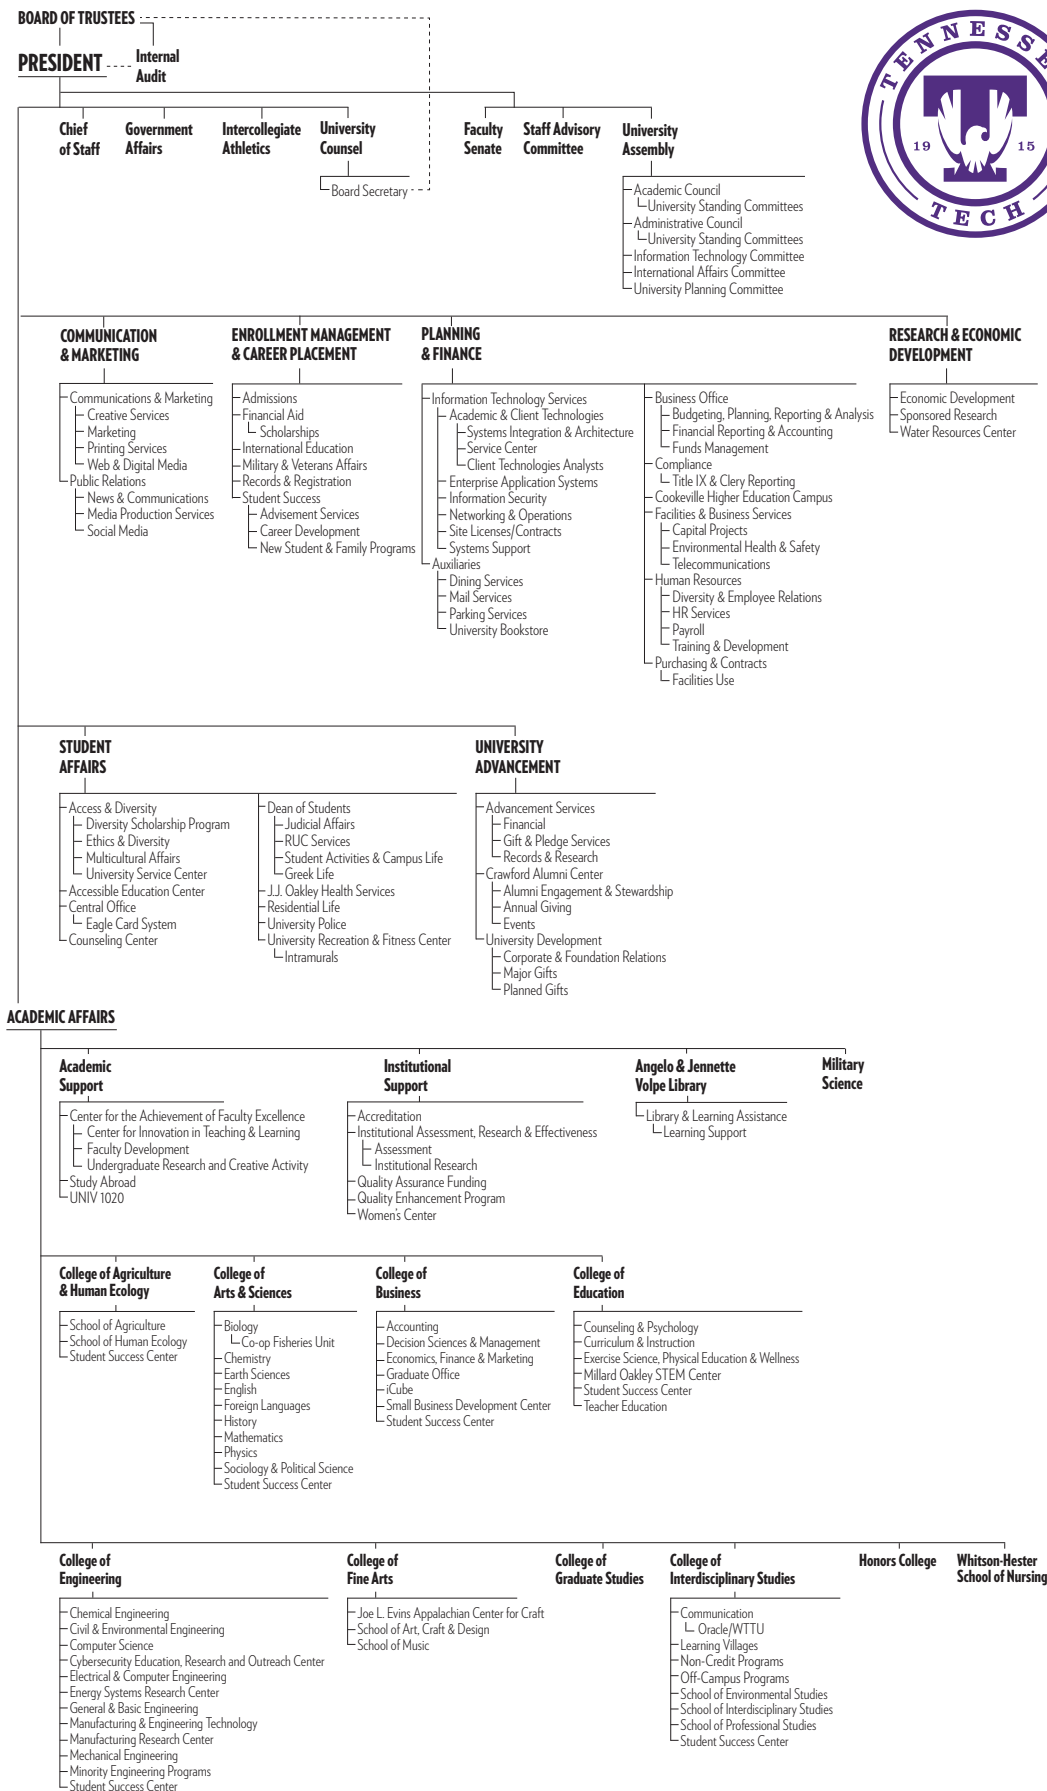 BOARD OF TRUSTEES
PRESIDENT
Internal
Audit
TENNESSEE
19 15
TECH
Chief
of Staff
Government
Affairs
Intercollegiate
Athletics
University
Counsel
Board Secretary
Faculty
Senate
Staff Advisory
Committee
University
Assembly
Academic Council
University Standing Committees
Administrative Council
University Standing Committees
Information Technology Committee
International Affairs Committee
University Planning Committee
COMMUNICATION
& MARKETING
Communications & Marketing
Creative Services
Marketing
Printing Services
Web & Digital Media
Public Relations
News & Communications
Media Production Services
Social Media
ENROLLMENT MANAGEMENT
& CAREER PLACEMENT
Admissions
Financial Aid
Scholarships
International Education
Military & Veterans Affairs
Records & Registration
Student Success
Advisement Services
Career Development
New Student & Family Programs
PLANNING
& FINANCE
Information Technology Services
Academic & Client Technologies
Systems Integration & Architecture
Service Center
Client Technologies Analysts
Enterprise Application Systems
Information Security
Networking & Operations
Site Licenses/Contracts
Systems Support
Auxiliaries
Dining Services
Mail Services
Parking Services
University Bookstore
Business Office
Budgeting, Planning, Reporting & Analysis
Financial Reporting & Accounting
Funds Management
Compliance
Title IX & Clery Reporting
Cookeville Higher Education Campus
Facilities & Business Services
Capital Projects
Environmental Health & Safety
Telecommunications
Human Resources
Diversity & Employee Relations
HR Services
Payroll
Training & Development
Purchasing & Contracts
Facilities Use
RESEARCH & ECONOMIC
DEVELOPMENT
Economic Development
Sponsored Research
Water Resources Center
STUDENT
AFFAIRS
Access & Diversity
Diversity Scholarship Program
Ethics & Diversity
Multicultural Affairs
University Service Center
Accessible Education Center
Central Office
Eagle Card System
Counseling Center
Dean of Students
Judicial Affairs
RUC Services
Student Activities & Campus Life
Greek Life
J.J. Oakley Health Services
Residential Life
University Police
University Recreation & Fitness Center
Intramurals
UNIVERSITY
ADVANCEMENT
Advancement Services
Financial
Gift & Pledge Services
Records & Research
Crawford Alumni Center
Alumni Engagement & Stewardship
Annual Giving
Events
University Development
Corporate & Foundation Relations
Major Gifts
Planned Gifts
ACADEMIC AFFAIRS
Academic
Support
Center for the Achievement of Faculty Excellence
Center for Innovation in Teaching & Learning
Faculty Development
Undergraduate Research and Creative Activity
Study Abroad
UNIV 1020
Institutional
Support
Accreditation
Institutional Assessment, Research & Effectiveness
Assessment
Institutional Research
Quality Assurance Funding
Quality Enhancement Program
Women's Center
Angelo & Jennette
Volpe Library
Library & Learning Assistance
Learning Support
Military
Science
College of Agriculture
& Human Ecology
School of Agriculture
School of Human Ecology
Student Success Center
College of
Arts & Sciences
Biology
Co-op Fisheries Unit
Chemistry
Earth Sciences
English
Foreign Languages
History
Mathematics
Physics
Sociology & Political Science
Student Success Center
College of
Business
Accounting
Decision Sciences & Management
Economics, Finance & Marketing
Graduate Office
iCube
Small Business Development Center
Student Success Center
College of
Education
Counseling & Psychology
Curriculum & Instruction
Exercise Science, Physical Education & Wellness
Millard Oakley STEM Center
Student Success Center
Teacher Education
College of
Engineering
Chemical Engineering
Civil & Environmental Engineering
Computer Science
Cybersecurity Education, Research and Outreach Center
Electrical & Computer Engineering
Energy Systems Research Center
General & Basic Engineering
Manufacturing & Engineering Technology
Manufacturing Research Center
Mechanical Engineering
Minority Engineering Programs
Student Success Center
College of
Fine Arts
Joe L. Evins Appalachian Center for Craft
School of Art, Craft & Design
School of Music
College of
Graduate Studies
College of
Interdisciplinary Studies
Communication
Oracle/WTTU
Learning Villages
Non-Credit Programs
Off-Campus Programs
School of Environmental Studies
School of Interdisciplinary Studies
School of Professional Studies
Student Success Center
Honors College
Whitson-Hester
School of Nursing